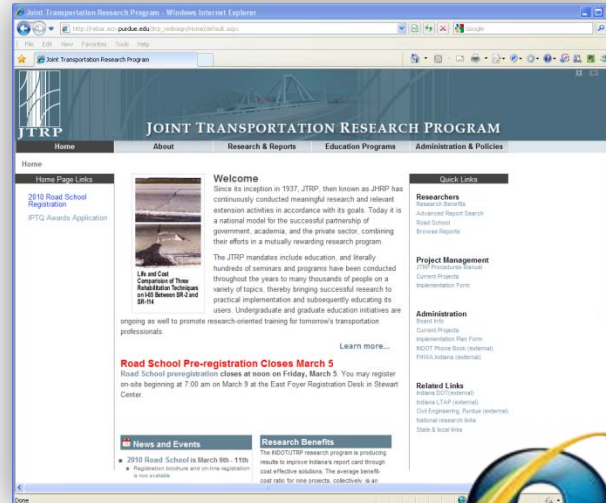 Joint Transportation Research Program - Windows Internet Explorer
purdue.edu
Google
File Edit View Favorites Tools Help
Joint Transportation Research Program
JTRP
JOINT TRANSPORTATION RESEARCH PROGRAM
Home About Research & Reports Education Programs Administration & Policies
Home
Home Page Links
2010 Road School
Registration
IPTQ Awards Application
Life and Cost
Comparision of Three
Rehabilitation Techniques
on I-65 Between SR-2 and
SR-114
Welcome
Since its inception in 1937, JTRP, then known as JHRP has
continuously conducted meaningful research and relevant
extension activities in accordance with its goals. Today it is
a national model for the successful partnership of
government, academia, and the private sector, combining
their efforts in a mutually rewarding research program.
The JTRP mandates include education, and literally
hundreds of seminars and programs have been conducted
throughout the years to many thousands of people on a
variety of topics, thereby bringing successful research to
practical implementation and subsequently educating its
users. Undergraduate and graduate education initiatives are
ongoing as well to promote research-oriented training for tomorrow's transportation
professionals.
Learn more...
Road School Pre-registration Closes March 5
Road School preregistration closes at noon on Friday, March 5. You may register
on-site beginning at 7:00 am on March 9 at the East Foyer Registration Desk in Stewart
Center.
News and Events
2010 Road School is March 9th - 11th
Registration brochure and on-line registration
is now available.
Research Benefits
The INDOT/JTRP research program is producing
results to improve Indiana's report card through
cost effective solutions. The average benefit-
cost ratio for nine projects, collectively, is an
Quick Links
Researchers
Research Benefits
Advanced Report Search
Road School
Browse Reports
Project Management
JTRP Procedures Manual
Current Projects
Implementation Form
Administration
Board Info
Current Projects
Implementation Plan Form
INDOT Phone Book (external)
FHWA Indiana (external)
Related Links
Indiana DOT(external)
Indiana LTAP (external)
Civil Engineering, Purdue (external)
National research links
State & local links
Done